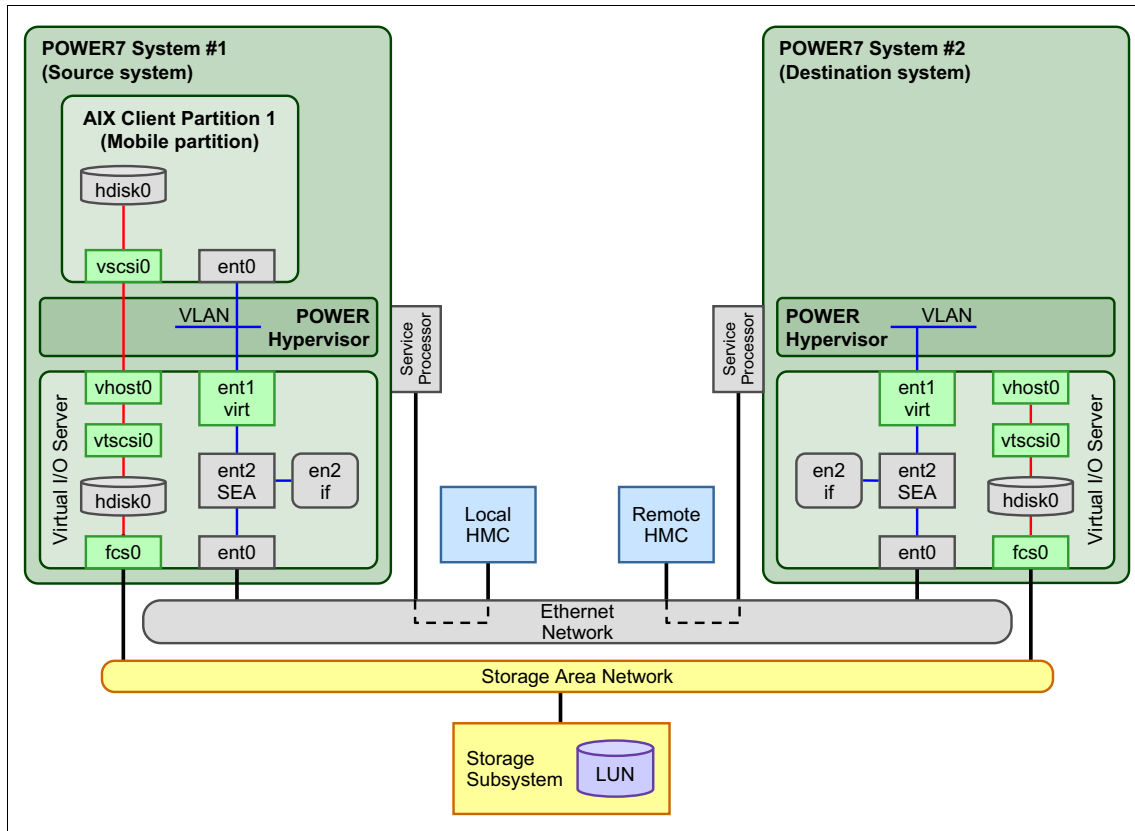 POWER7 System #1
(Source system)
AIX Client Partition 1
(Mobile partition)
hdisk0
vscsi0
ent0
VLAN
POWER
Hypervisor
Service
Processor
Virtual I/O Server
vhost0
vtscsi0
hdisk0
fcs0
ent1
virt
ent2
SEA
en2
if
ent0
Local
HMC
Remote
HMC
POWER7 System #2
(Destination system)
Service
Processor
POWER
Hypervisor
VLAN
ent1
virt
en2
if
ent2
SEA
ent0
vhost0
vtscsi0
hdisk0
fcs0
Virtual I/O Server
Ethernet
Network
Storage Area Network
Storage
Subsystem
LUN